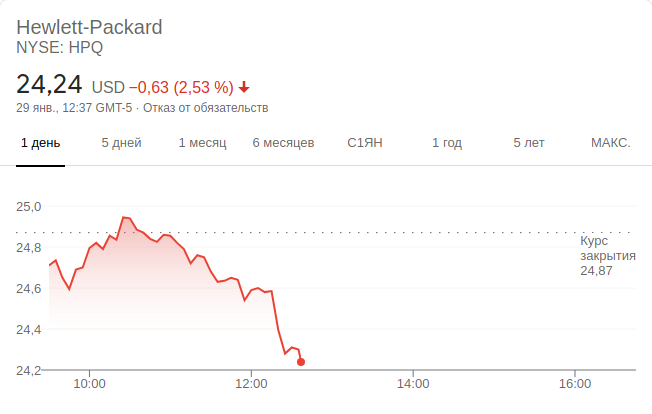 Hewlett-Packard
NYSE: HPQ
24,24 USD −0,63 (2,53 %)
29 янв., 12:37 GMT-5 · Отказ от обязательств
1 день 5 дней 1 месяц 6 месяцев С1ЯН 1 год 5 лет МАКС.
25,0
24,8
24,6
24,4
24,2
Курс
закрытия
24,87
10:00 12:00 14:00 16:00